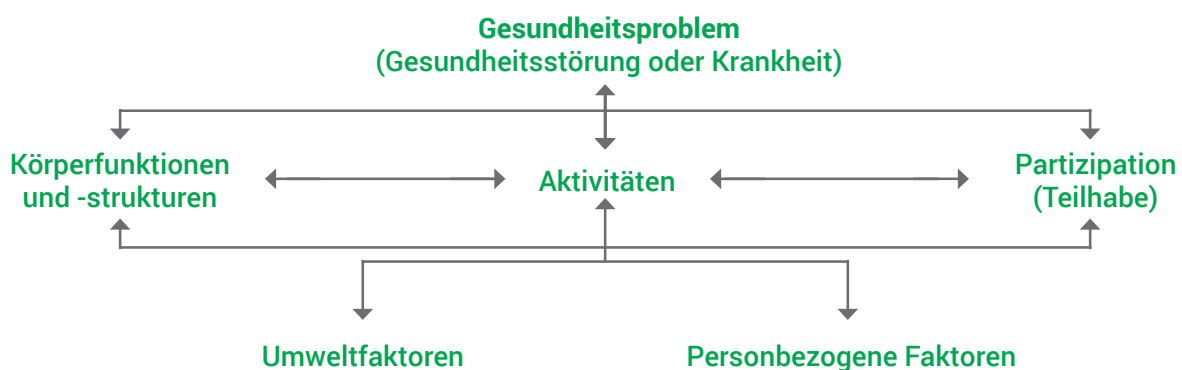 Gesundheitsproblem
(Gesundheitsstörung oder Krankheit)
Körperfunktionen
und -strukturen
Aktivitäten
Partizipation
(Teilhabe)
Umweltfaktoren
Personbezogene Faktoren